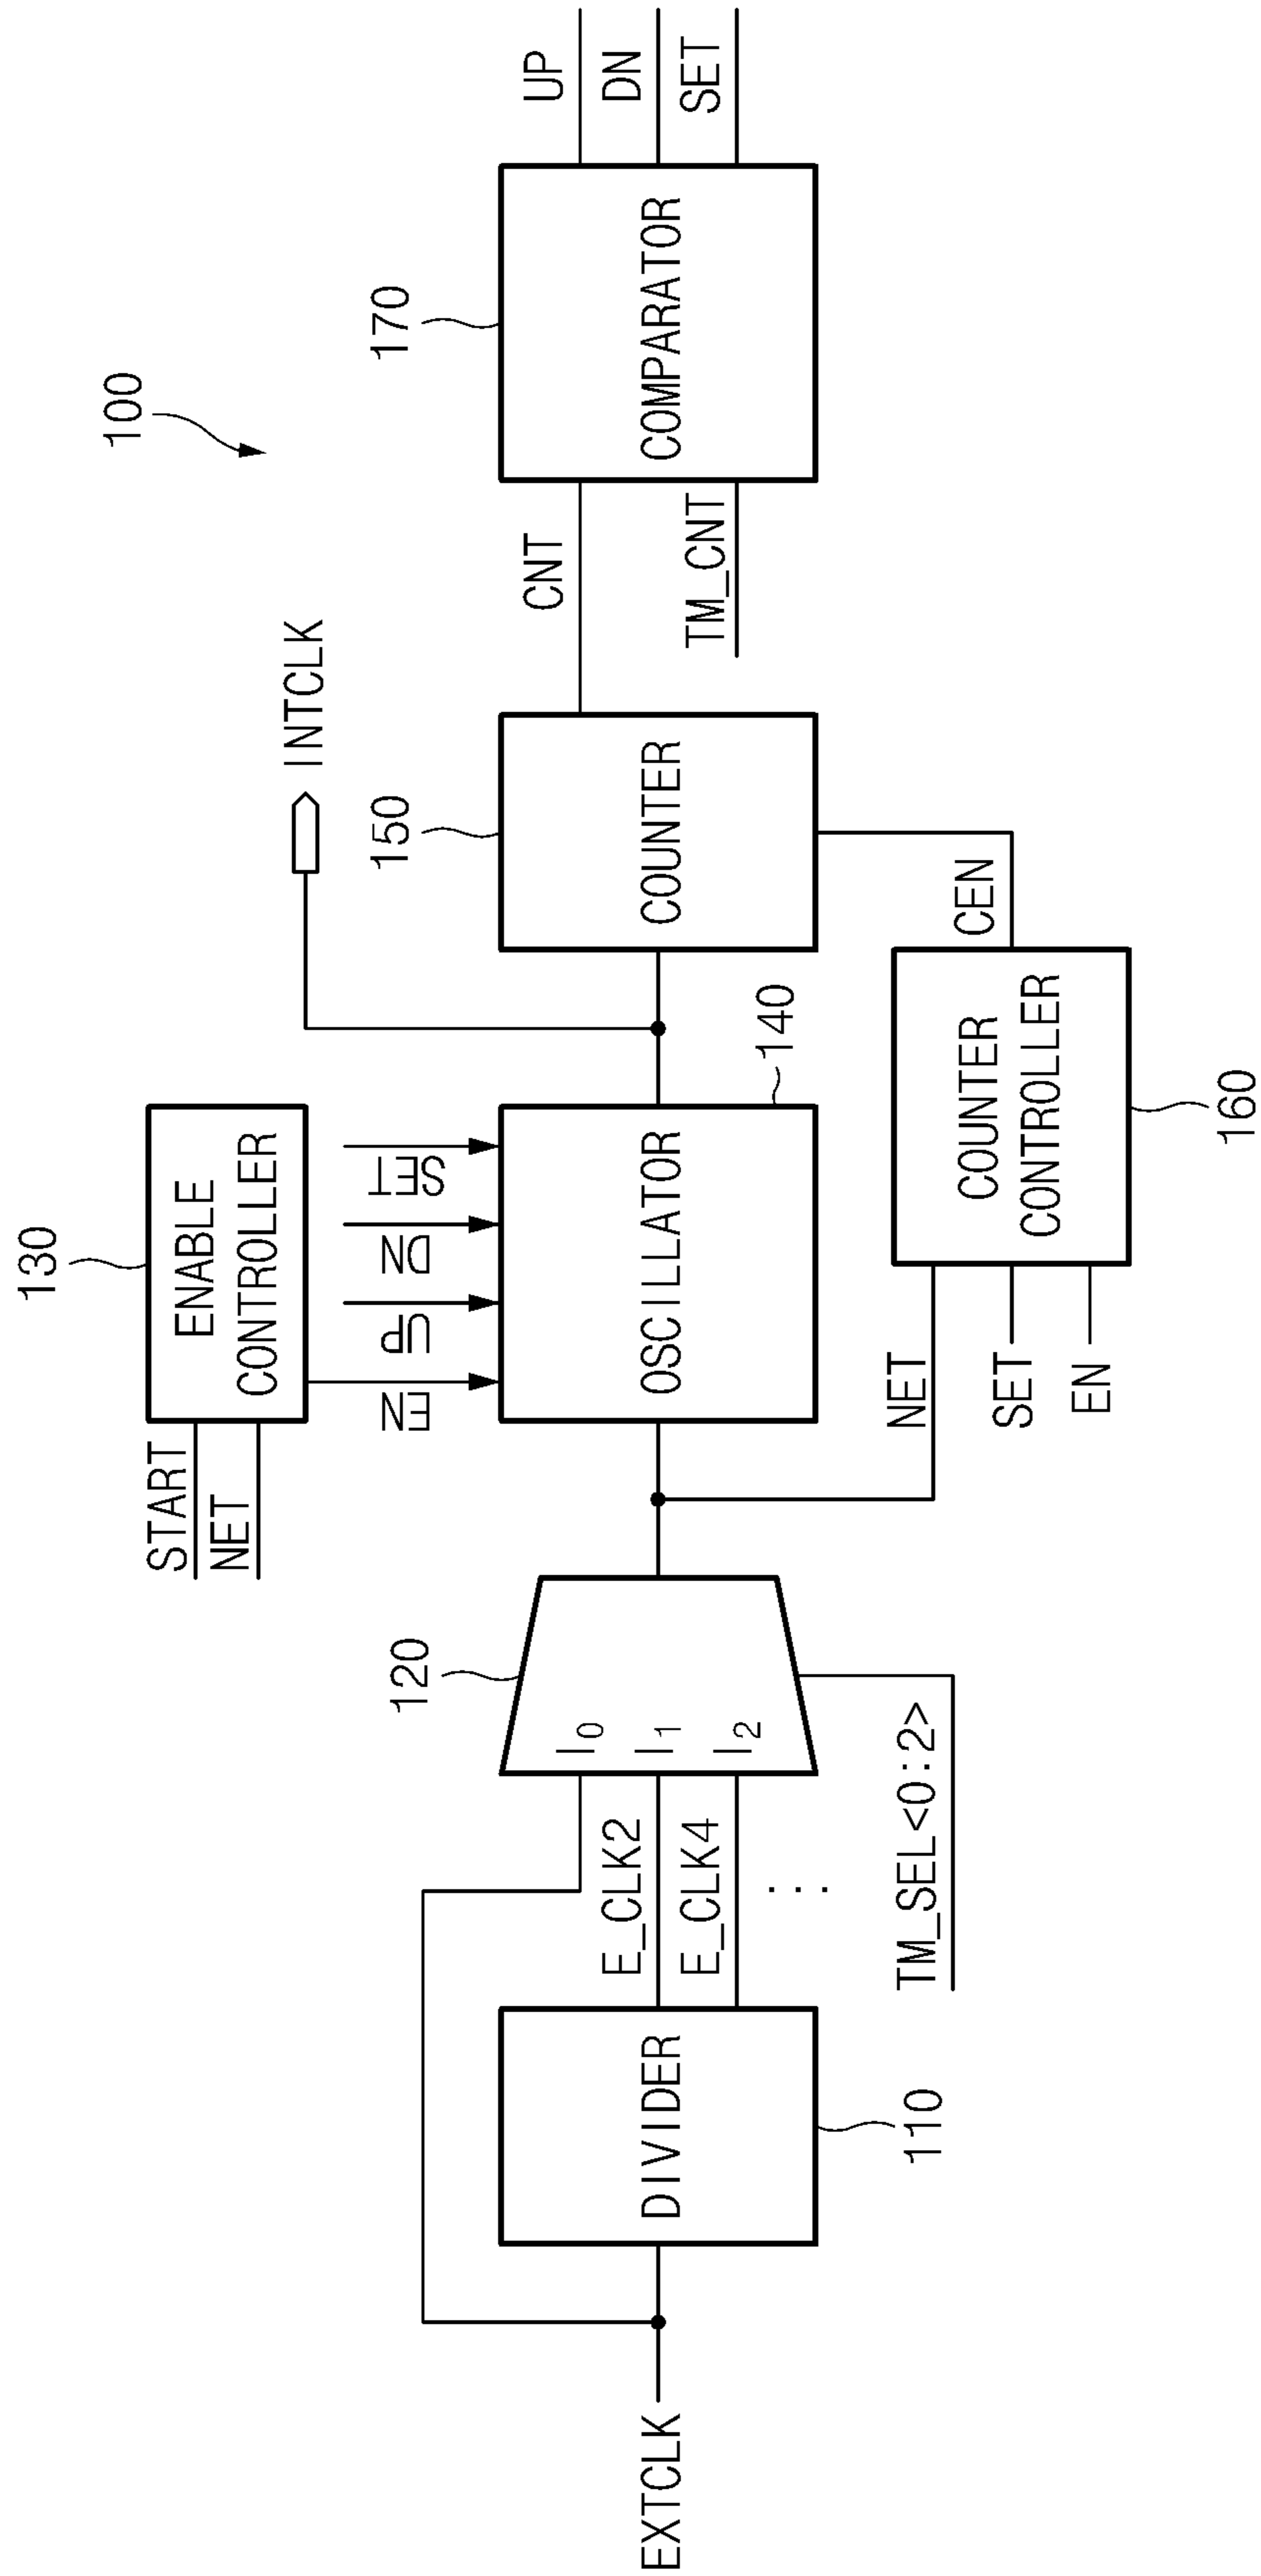 100
130
START
NET
ENABLE
CONTROLLER
INTCLK
EN
UP
DN
SET
120
150
170
EXTCLK
DIVIDER
110
E_CLK2
E_CLK4
...
I0
I1
I2
TM_SEL<0:2>
OSCILLATOR
140
COUNTER
CNT
TM_CNT
COMPARATOR
UP
DN
SET
NET
SET
EN
COUNTER
CONTROLLER
160
CEN